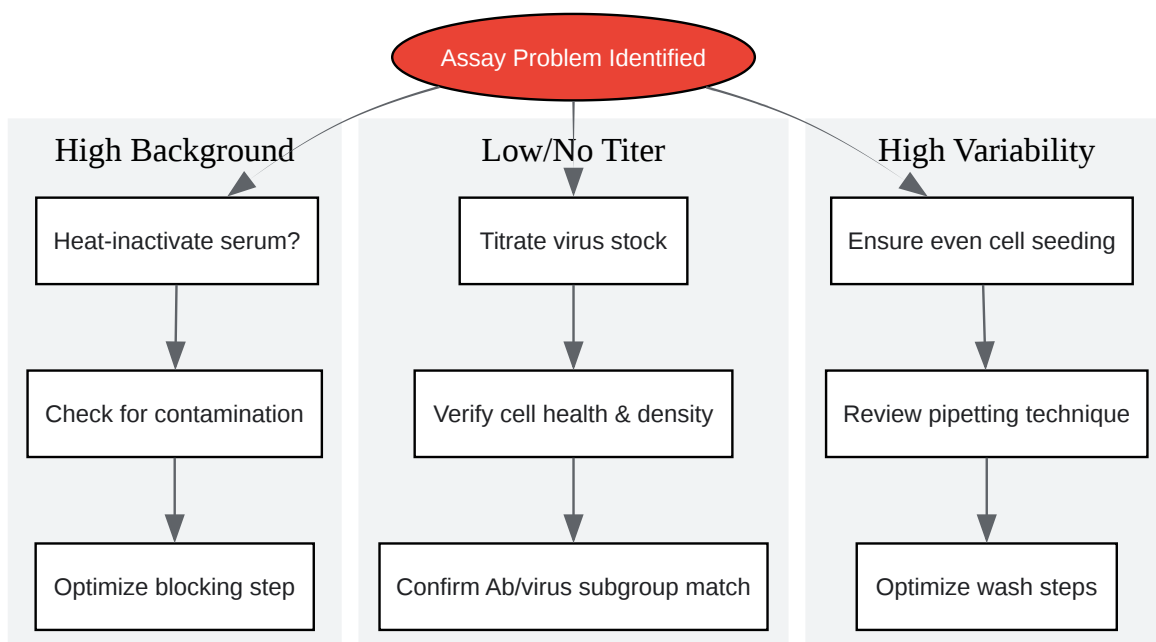 Assay Problem Identified
High Background
Heat-inactivate serum?
Check for contamination
Optimize blocking step
Low/No Titer
Titrate virus stock
Verify cell health & density
Confirm Ab/virus subgroup match
High Variability
Ensure even cell seeding
Review pipetting technique
Optimize wash steps